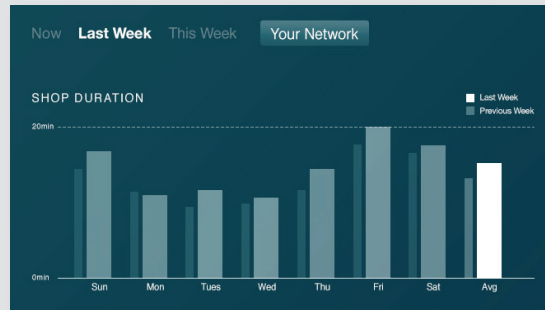 Now Last Week This Week Your Network
SHOP DURATION
Last Week
Previous Week
20min
0min
Sun Mon Tues Wed Thu Fri Sat Avg